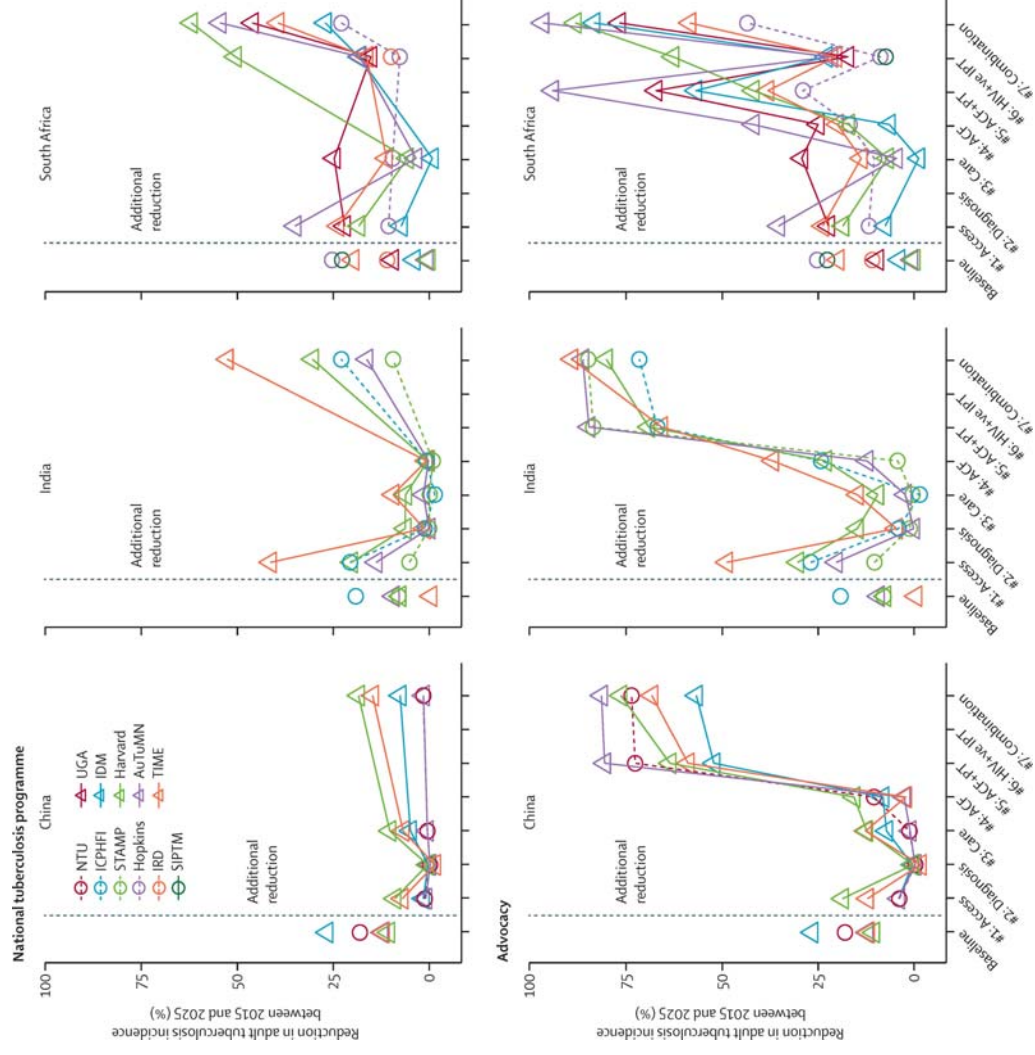 National tuberculosis programme
China
India
South Africa
100
75
50
25
0
Reduction in adult tuberculosis incidence
between 2015 and 2025 (%)
NTU
ICPHFI
STAMP
Hopkins
IRD
SIPTM
UGA
IDM
Harvard
AuTuMN
TIME
Additional
reduction
Additional
reduction
Additional
reduction
Advocacy
100
75
50
25
0
Reduction in adult tuberculosis incidence
between 2015 and 2025 (%)
Additional
reduction
Additional
reduction
Additional
reduction
Baseline
#1: Access
#2: Diagnosis
#3: Care
#4: ACF
#5: ACF+PT
#6: HIV+ve IPT
#7: Combination
Baseline
#1: Access
#2: Diagnosis
#3: Care
#4: ACF
#5: ACF+PT
#6: HIV+ve IPT
#7: Combination
Baseline
#1: Access
#2: Diagnosis
#3: Care
#4: ACF
#5: ACF+PT
#6: HIV+ve IPT
#7: Combination